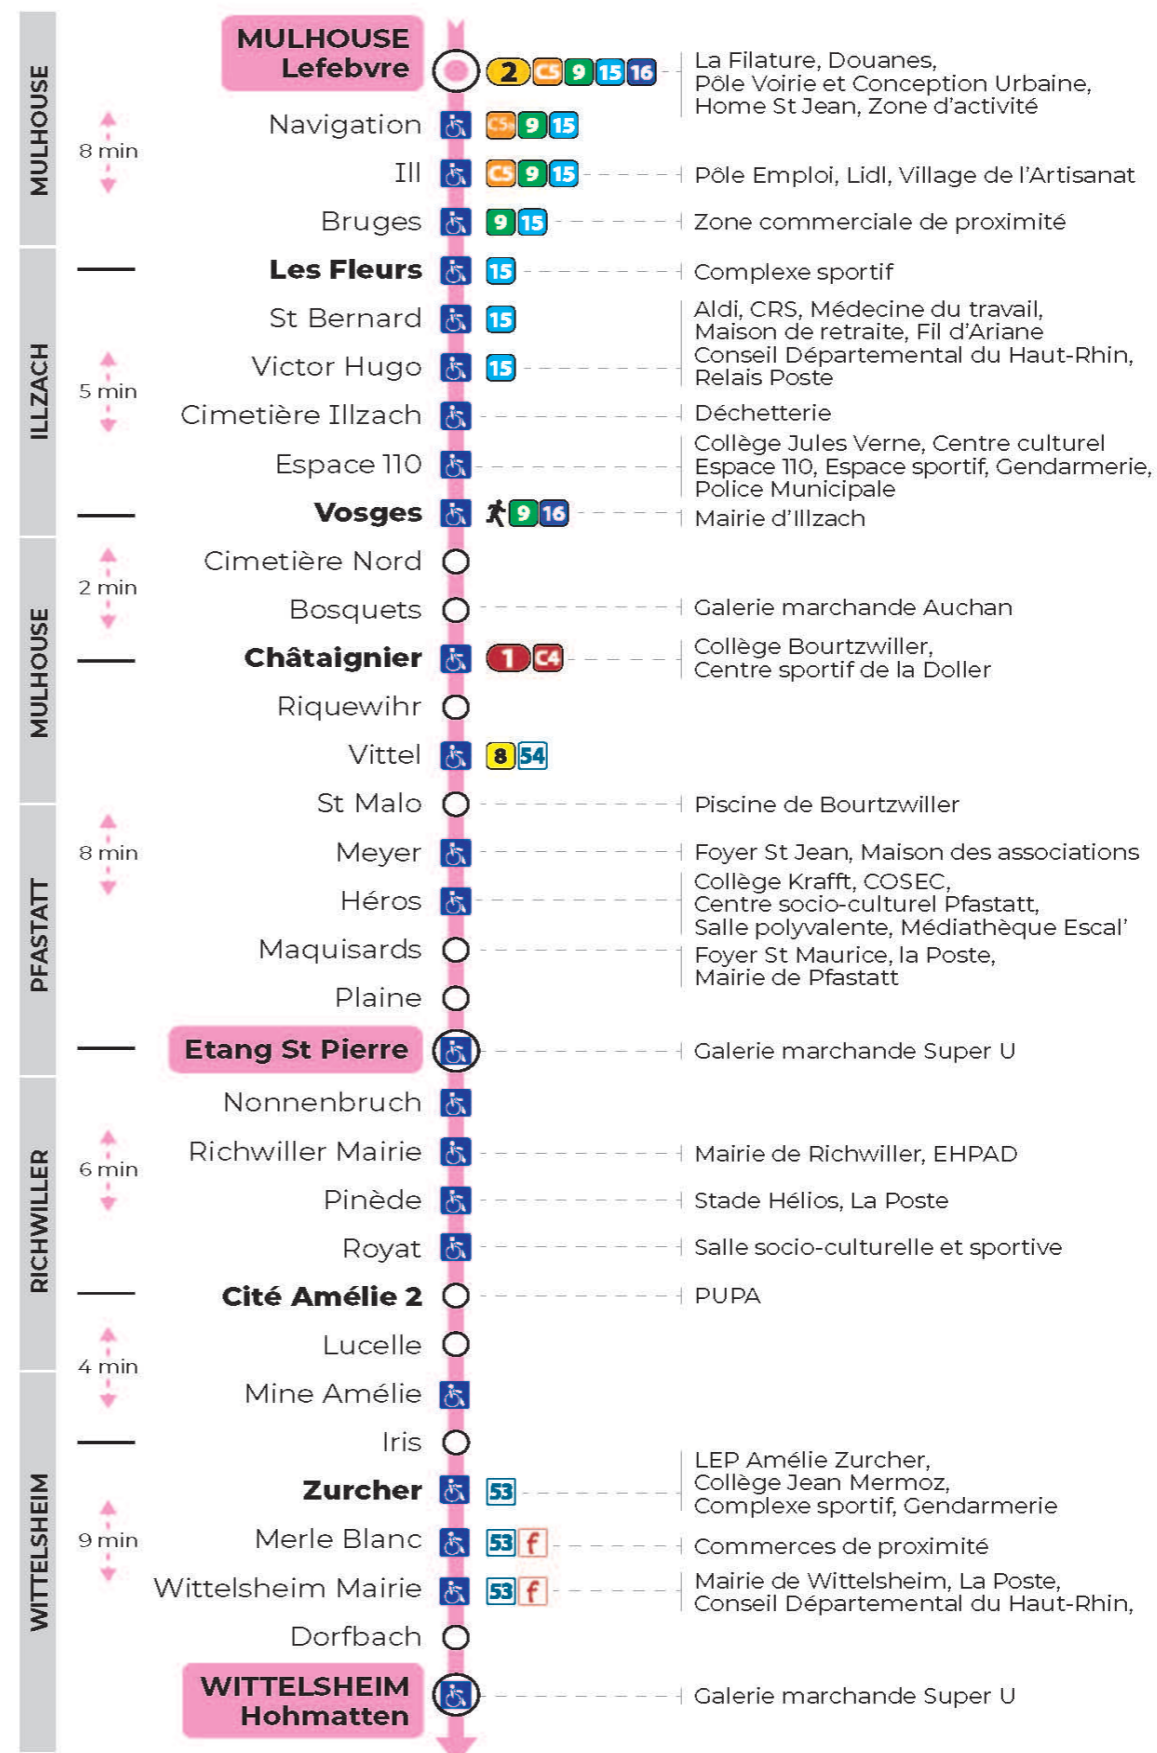 MULHOUSE
MULHOUSE
Lefebvre
2 C5 9 15 16
La Filature, Douanes,
Pôle Voirie et Conception Urbaine,
Home St Jean, Zone d'activité
Navigation
9 15
8 min
Ill
C5 9 15
Pôle Emploi, Lidl, Village de l'Artisanat
Bruges
9 15
Zone commerciale de proximité
ILLZACH
Les Fleurs
15
Complexe sportif
St Bernard
15
Aldi, CRS, Médecine du travail,
Maison de retraite, Fil d'Ariane
Victor Hugo
15
Conseil Départemental du Haut-Rhin,
Relais Poste
5 min
Cimetière Illzach
Déchetterie
Espace 110
Collège Jules Verne, Centre culturel
Espace 110, Espace sportif, Gendarmerie,
Police Municipale
Vosges
9 16
Mairie d'Illzach
MULHOUSE
Cimetière Nord
2 min
Bosquets
Galerie marchande Auchan
Châtaignier
1 C4
Collège Bourtzwiller,
Centre sportif de la Doller
Riquewihr
Vittel
8 54
PFASTATT
St Malo
Piscine de Bourtzwiller
8 min
Meyer
Foyer St Jean, Maison des associations
Héros
Collège Krafft, COSEC,
Centre socio-culturel Pfastatt,
Salle polyvalente, Médiathèque Escal'
Maquisards
Foyer St Maurice, la Poste,
Mairie de Pfastatt
Plaine
Etang St Pierre
Galerie marchande Super U
RICHWILLER
Nonnenbruch
6 min
Richwiller Mairie
Mairie de Richwiller, EHPAD
Pinède
Stade Hélios, La Poste
Royat
Salle socio-culturelle et sportive
Cité Amélie 2
PUPA
Lucelle
4 min
WITTELSHEIM
Mine Amélie
Iris
Zurcher
53
LEP Amélie Zurcher,
Collège Jean Mermoz,
Complexe sportif, Gendarmerie
9 min
Merle Blanc
53 f
Commerces de proximité
Wittelsheim Mairie
53 f
Mairie de Wittelsheim, La Poste,
Conseil Départemental du Haut-Rhin,
Dorfbach
WITTELSHEIM
Hohmatten
Galerie marchande Super U